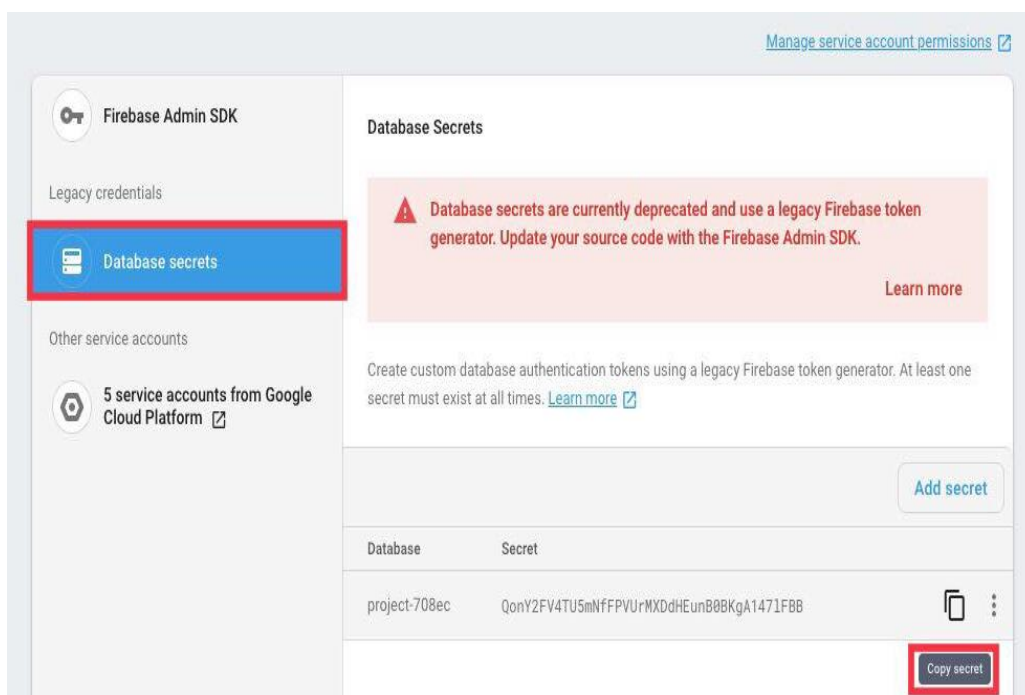 Manage service account permissions
Firebase Admin SDK
Legacy credentials
Database secrets
Other service accounts
5 service accounts from Google
Cloud Platform
Database Secrets
Database secrets are currently deprecated and use a legacy Firebase token
generator. Update your source code with the Firebase Admin SDK.
Learn more
Create custom database authentication tokens using a legacy Firebase token generator. At least one
secret must exist at all times. Learn more
Add secret
Database Secret
project-708ec QonY2FV4TU5mNfFPVUrMXDdHEunB0BKgA147lFBB
Copy secret